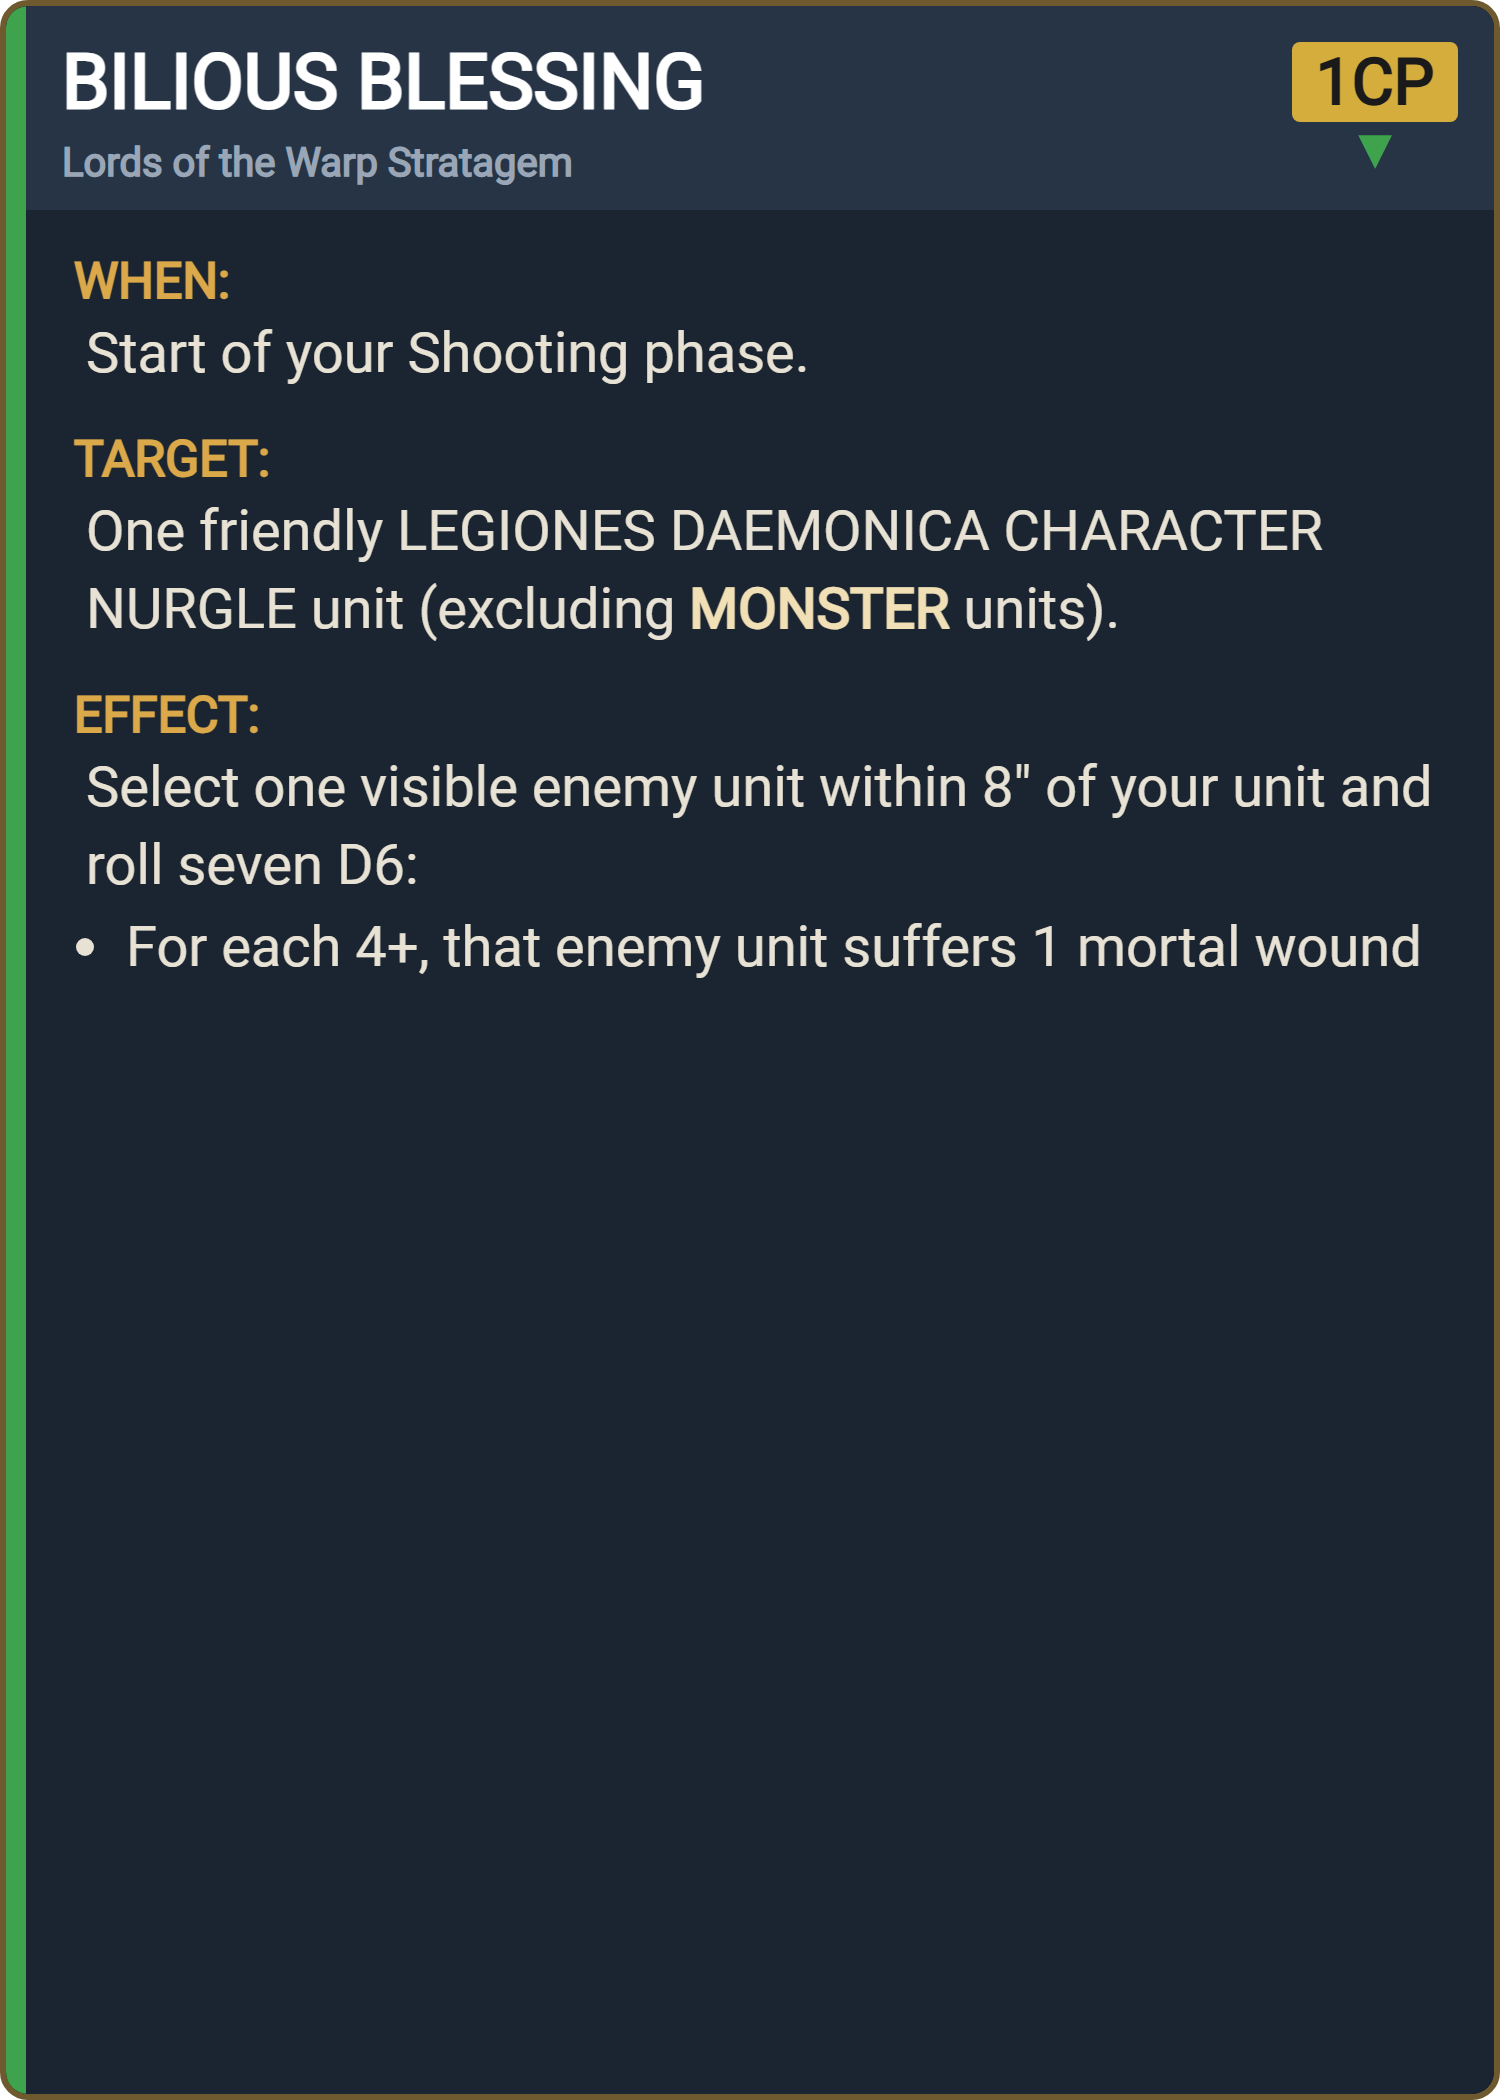 BILIOUS BLESSING
1CP
Lords of the Warp Stratagem
WHEN:
Start of your Shooting phase.
TARGET:
One friendly LEGIONES DAEMONICA CHARACTER
NURGLE unit (excluding MONSTER units).
EFFECT:
Select one visible enemy unit within 8" of your unit and
roll seven D6:
• For each 4+, that enemy unit suffers 1 mortal wound